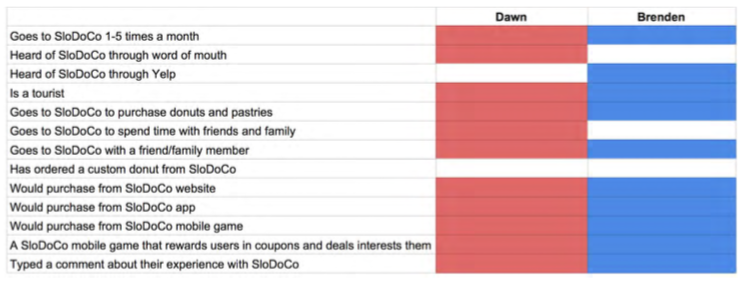 Dawn Brenden
Goes to SloDoCo 1-5 times a month
Heard of SloDoCo through word of mouth
Heard of SloDoCo through Yelp
Is a tourist
Goes to SloDoCo to purchase donuts and pastries
Goes to SloDoCo to spend time with friends and family
Goes to SloDoCo with a friend/family member
Has ordered a custom donut from SloDoCo
Would purchase from SloDoCo website
Would purchase from SloDoCo app
Would purchase from SloDoCo mobile game
A SloDoCo mobile game that rewards users in coupons and deals interests them
Typed a comment about their experience with SloDoCo